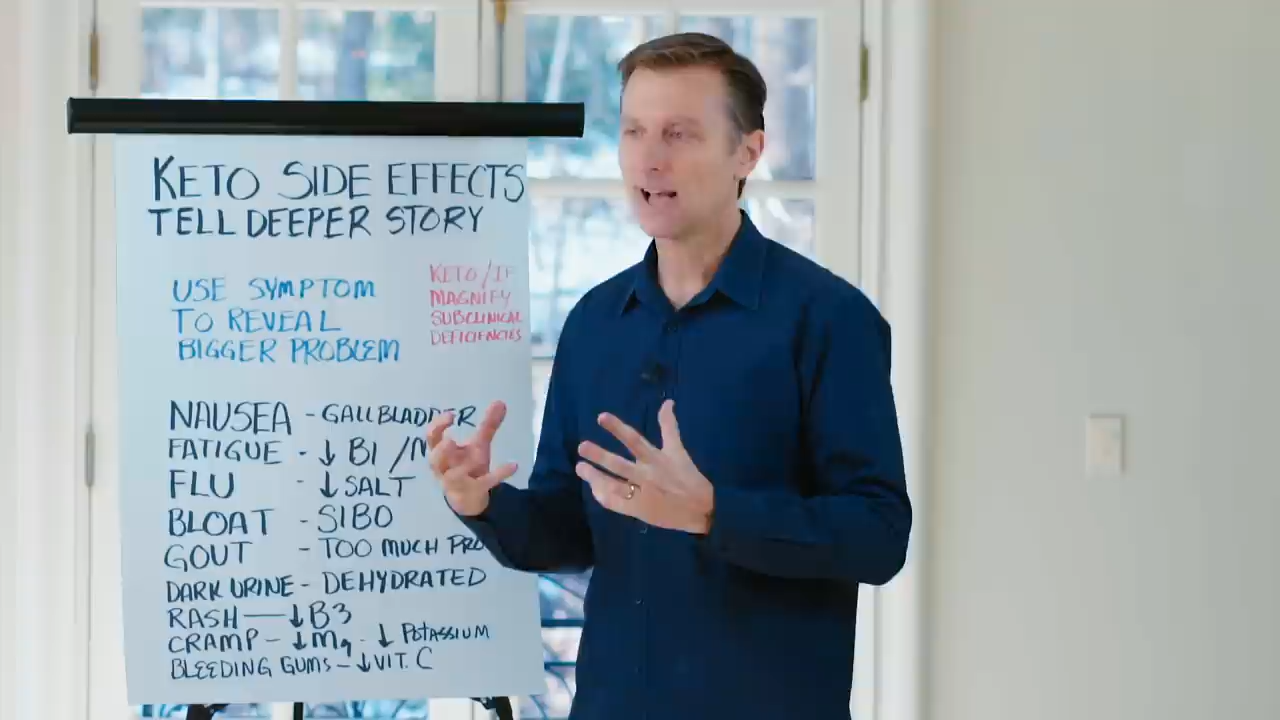 KETO SIDE EFFECTS
TELL DEEPER STORY
USE SYMPTOM
TO REVEAL
BIGGER PROBLEM
KETO/IF
MAGNIFY
SUBCLINICAL
DEFICIENCIES
NAUSEA - GALLBLADDER
FATIGUE - ↓ B1 /
FLU - ↓ SALT
BLOAT - SIBO
GOUT - TOO MUCH
DARK URINE - DEHYDRATED
RASH — ↓ B3
CRAMP - ↓ Mg - ↓ POTASSIUM
BLEEDING GUMS - ↓ VIT. C